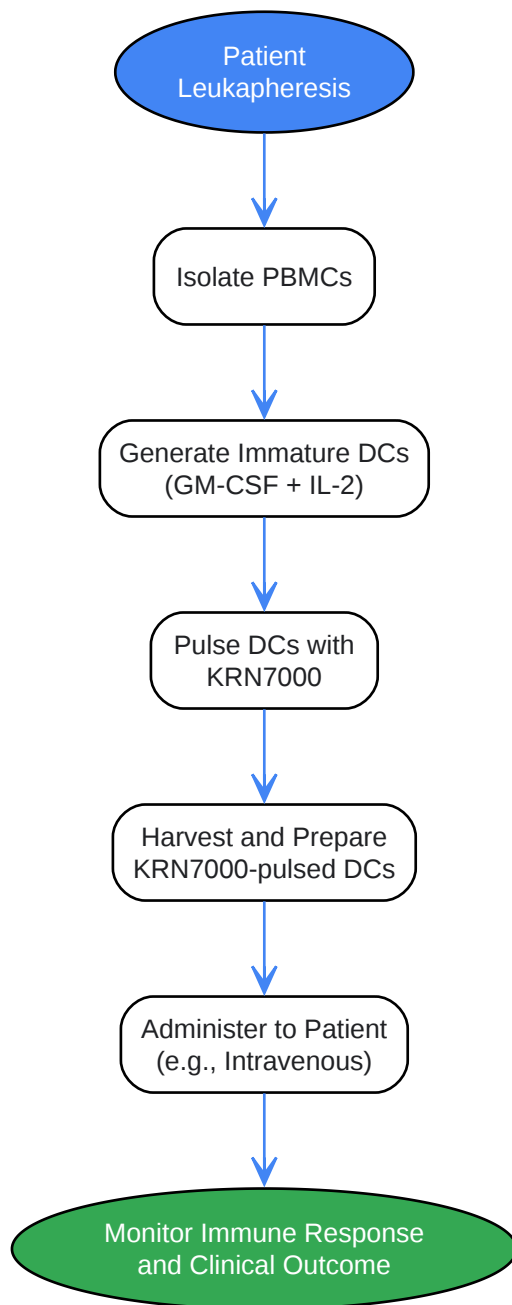 Patient
Leukapheresis
Isolate PBMCs
Generate Immature DCs
(GM-CSF + IL-2)
Pulse DCs with
KRN7000
Harvest and Prepare
KRN7000-pulsed DCs
Administer to Patient
(e.g., Intravenous)
Monitor Immune Response
and Clinical Outcome